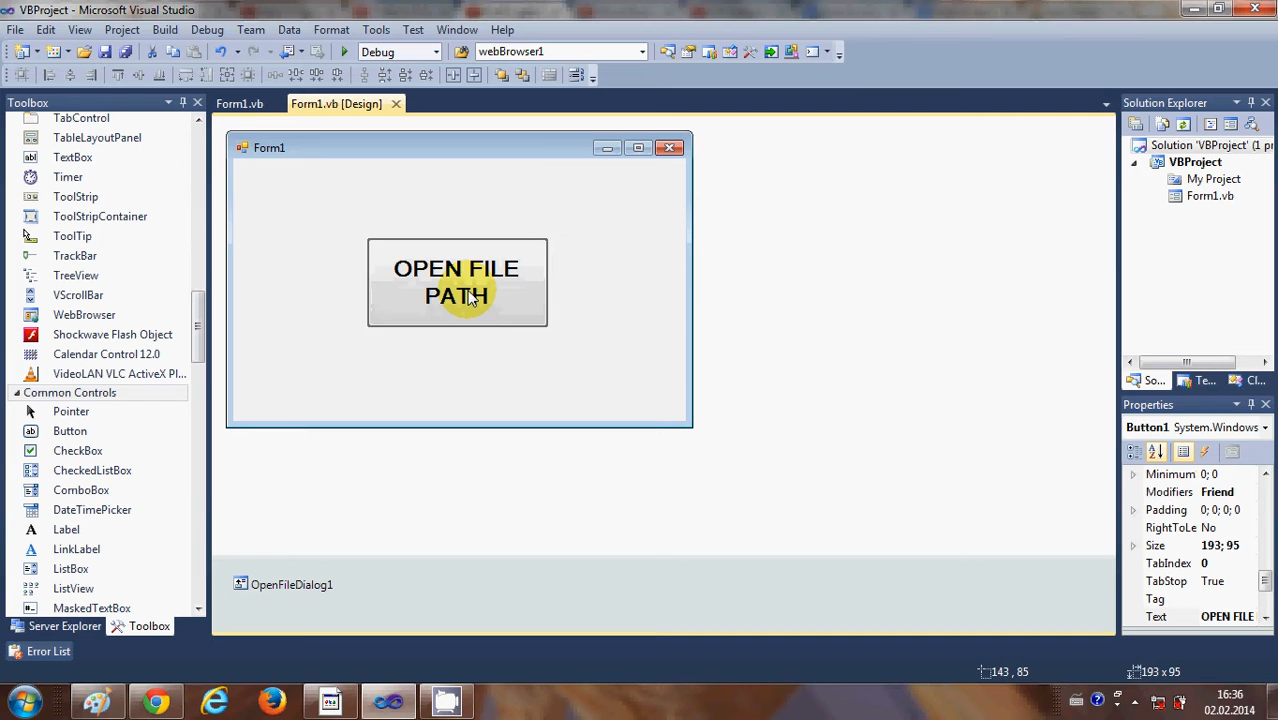 VBProject - Microsoft Visual Studio
File Edit View Project Build Debug Team Data Format Tools Test Window Help
Debug webBrowser1
Toolbox
TabControl
TableLayoutPanel
TextBox
Timer
ToolStrip
ToolStripContainer
ToolTip
TrackBar
TreeView
VScrollBar
WebBrowser
Shockwave Flash Object
Calendar Control 12.0
VideoLAN VLC ActiveX Pl...
Common Controls
Pointer
Button
CheckBox
CheckedListBox
ComboBox
DateTimePicker
Label
LinkLabel
ListBox
ListView
MaskedTextBox
Server Explorer Toolbox
Error List
Form1.vb Form1.vb [Design]
Form1
OPEN FILE
PATH
OpenFileDialog1
Solution Explorer
Solution 'VBProject' (1 pr
VBProject
My Project
Form1.vb
So... Te... Cl...
Properties
Button1 System.Windows
Minimum 0; 0
Modifiers Friend
Padding 0; 0; 0; 0
RightToLe No
Size 193; 95
TabIndex 0
TabStop True
Tag
Text OPEN FILE
143 , 85 193 x 95
16:36
02.02.2014